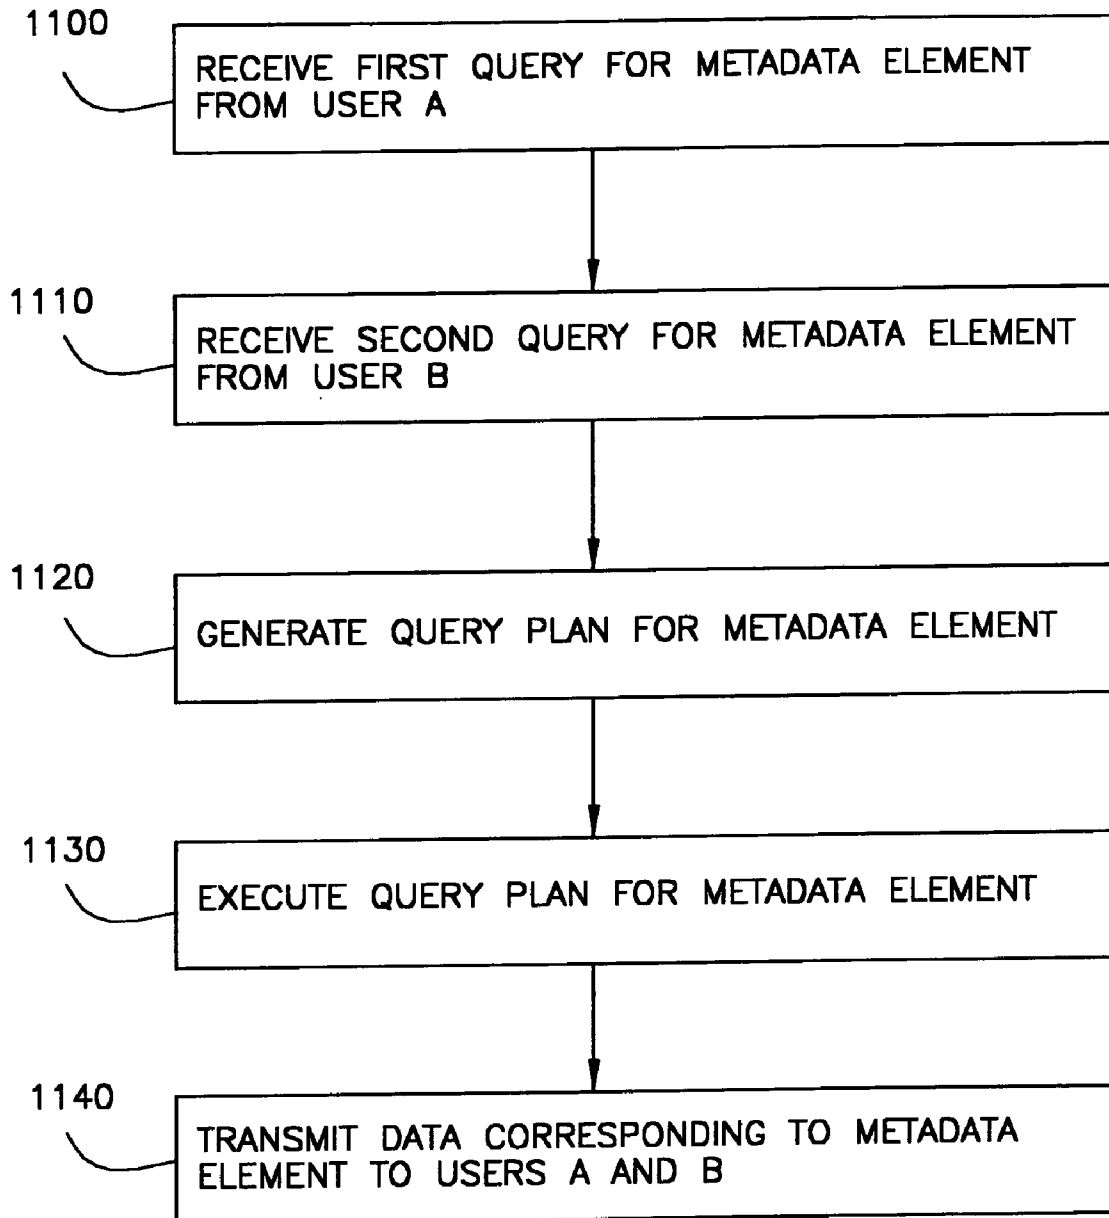 1100
RECEIVE FIRST QUERY FOR METADATA ELEMENT
FROM USER A
1110
RECEIVE SECOND QUERY FOR METADATA ELEMENT
FROM USER B
1120
GENERATE QUERY PLAN FOR METADATA ELEMENT
1130
EXECUTE QUERY PLAN FOR METADATA ELEMENT
1140
TRANSMIT DATA CORRESPONDING TO METADATA
ELEMENT TO USERS A AND B